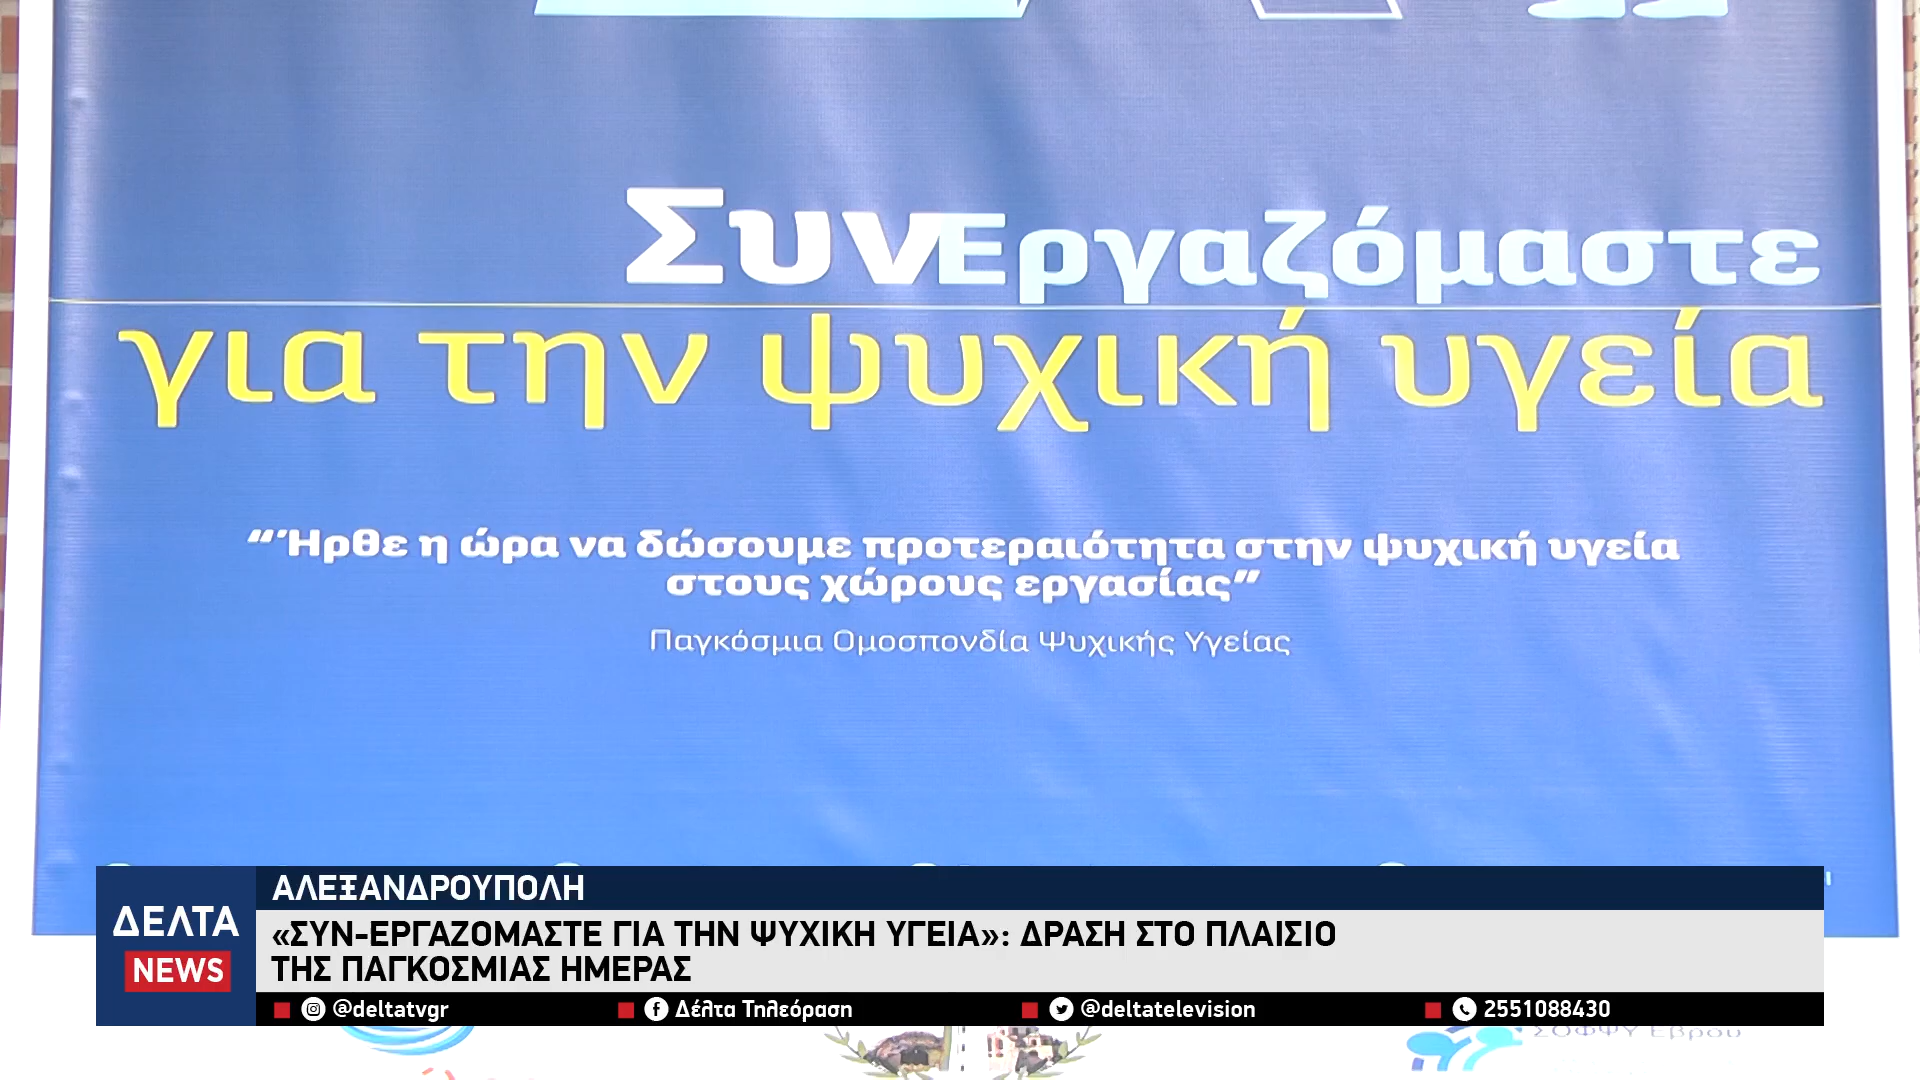 ΣυνΕργαζόμαστε
για την ψυχική υγεία
“Ήρθε η ώρα να δώσουμε προτεραιότητα στην ψυχική υγεία
στους χώρους εργασίας”
Παγκόσμια Ομοσπονδία Ψυχικής Υγείας
ΔΕΛΤΑ
NEWS
ΑΛΕΞΑΝΔΡΟΥΠΟΛΗ
«ΣΥΝ-ΕΡΓΑΖΟΜΑΣΤΕ ΓΙΑ ΤΗΝ ΨΥΧΙΚΗ ΥΓΕΙΑ»: ΔΡΑΣΗ ΣΤΟ ΠΛΑΙΣΙΟ
ΤΗΣ ΠΑΓΚΟΣΜΙΑΣ ΗΜΕΡΑΣ
@deltatvgr
Δέλτα Τηλεόραση
@deltatelevision
2551088430
ΣΟΦΨΥ Έβρου